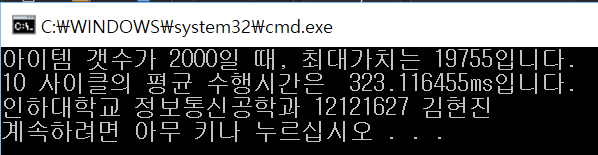 C:\WINDOWS\system32\cmd.exe
아이템 갯수가 2000일 때, 최대가치는 19755입니다.
10 사이클의 평균 수행시간은  323.116455ms입니다.
인하대학교 정보통신공학과 12121627 김현진
계속하려면 아무 키나 누르십시오 . . .